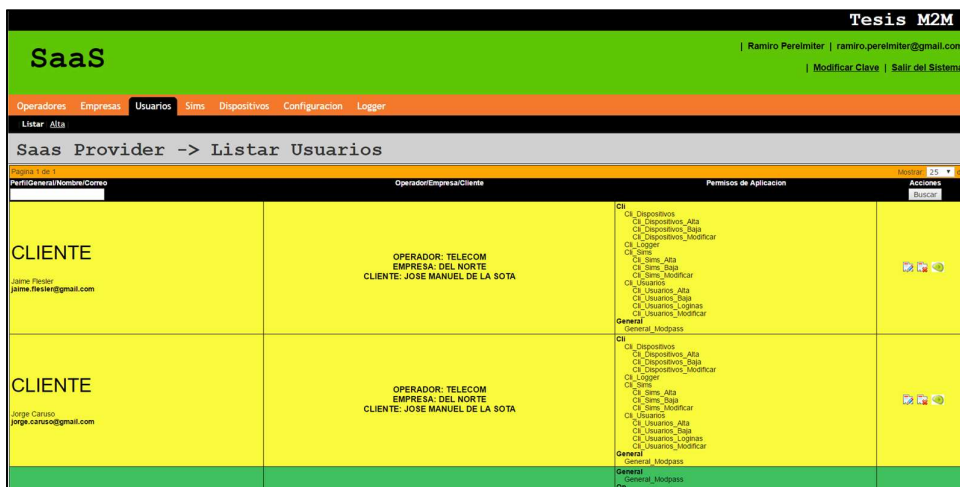 Tesis M2M
SaaS
| Ramiro Perelmiter | ramiro.perelmiter@gmail.com
| Modificar Clave | Salir del Sistema
Operadores Empresas Usuarios Sims Dispositivos Configuracion Logger
Listar Alta
Saas Provider -> Listar Usuarios
Pagina 1 de 1 Mostrar 25
PerfilGeneral/Nombre/Correo Operador/Empresa/Cliente Permisos de Aplicacion Acciones
Buscar
CLIENTE
Jaime Flesler
jaime.flesler@gmail.com
OPERADOR: TELECOM
EMPRESA: DEL NORTE
CLIENTE: JOSE MANUEL DE LA SOTA
Cli
Cli_Dispositivos
Cli_Dispositivos_Alta
Cli_Dispositivos_Baja
Cli_Dispositivos_Modificar
Cli_Logger
Cli_Sims
Cli_Sims_Alta
Cli_Sims_Baja
Cli_Sims_Modificar
Cli_Usuarios
Cli_Usuarios_Alta
Cli_Usuarios_Baja
Cli_Usuarios_Loginas
Cli_Usuarios_Modificar
General
General_Modpass
CLIENTE
Jorge Caruso
jorge.caruso@gmail.com
OPERADOR: TELECOM
EMPRESA: DEL NORTE
CLIENTE: JOSE MANUEL DE LA SOTA
Cli
Cli_Dispositivos
Cli_Dispositivos_Alta
Cli_Dispositivos_Baja
Cli_Dispositivos_Modificar
Cli_Logger
Cli_Sims
Cli_Sims_Alta
Cli_Sims_Baja
Cli_Sims_Modificar
Cli_Usuarios
Cli_Usuarios_Alta
Cli_Usuarios_Baja
Cli_Usuarios_Loginas
Cli_Usuarios_Modificar
General
General_Modpass
General
General_Modpass